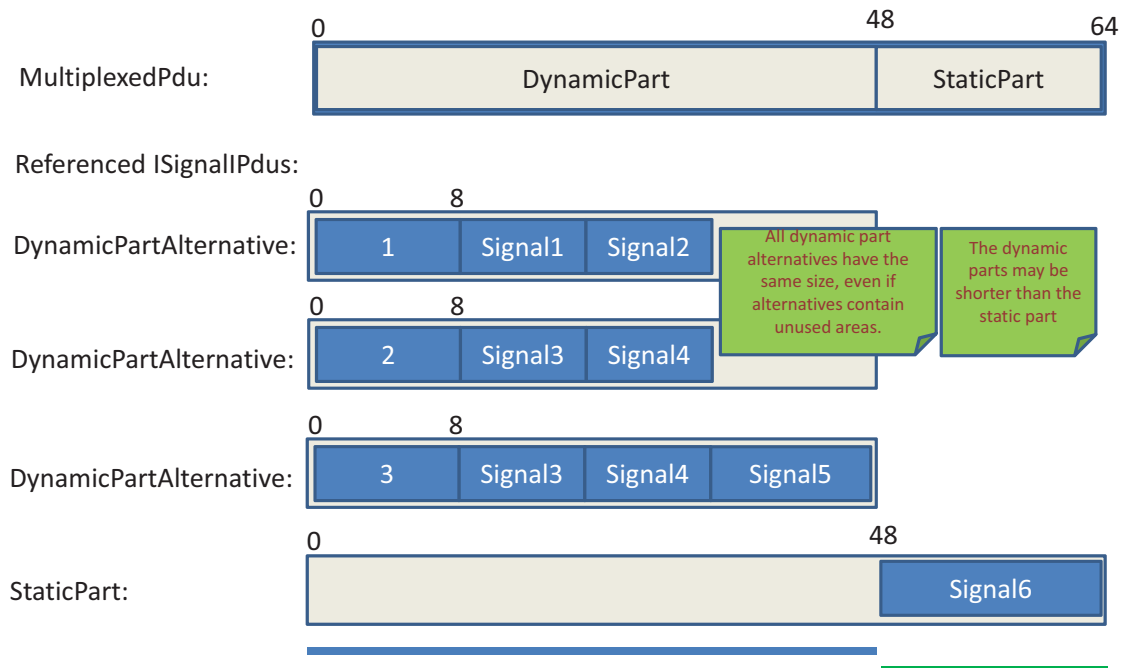 0 48 64
MultiplexedPdu: DynamicPart StaticPart
Referenced ISignalIPdus:
0 8
DynamicPartAlternative: 1 Signal1 Signal2
All dynamic part
alternatives have the
same size, even if
alternatives contain
unused areas.
The dynamic
parts may be
shorter than the
static part
0 8
DynamicPartAlternative: 2 Signal3 Signal4
0 8
DynamicPartAlternative: 3 Signal3 Signal4 Signal5
0 48
StaticPart: Signal6